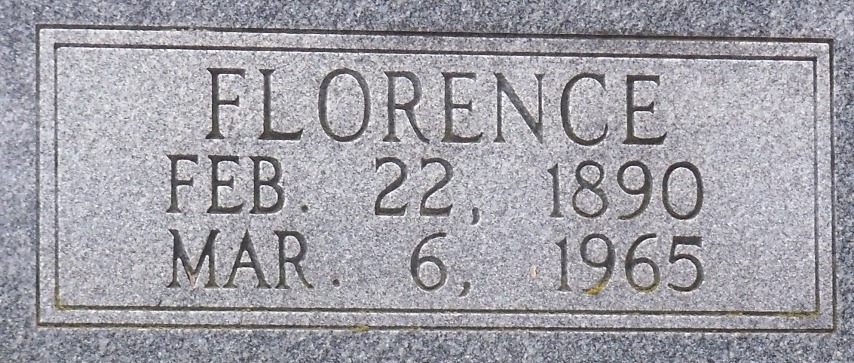 FLORENCE
FEB. 22, 1890
MAR. 6, 1965